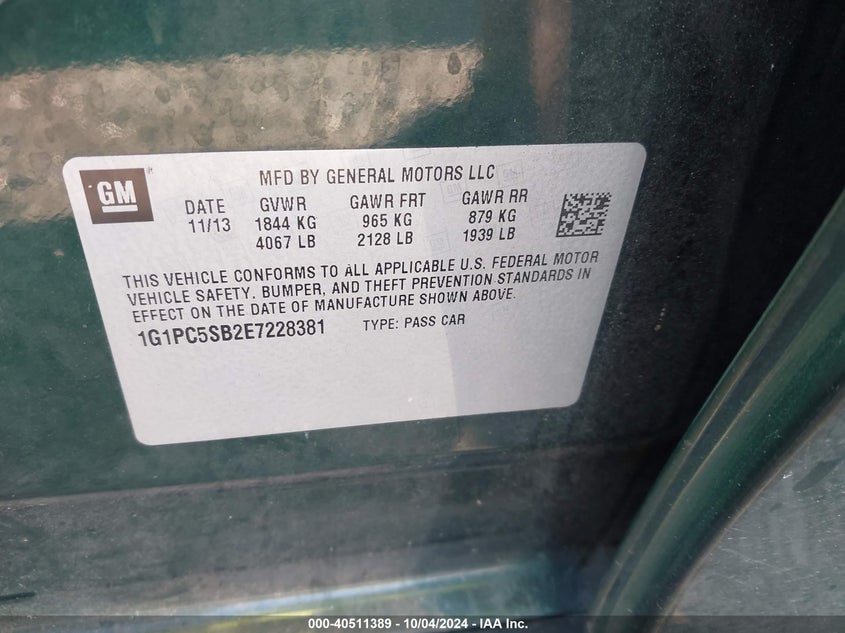 GM
MFD BY GENERAL MOTORS LLC
DATE GVWR GAWR FRT GAWR RR
11/13 1844 KG 965 KG 879 KG
4067 LB 2128 LB 1939 LB
THIS VEHICLE CONFORMS TO ALL APPLICABLE U.S. FEDERAL MOTOR
VEHICLE SAFETY, BUMPER, AND THEFT PREVENTION STANDARDS IN
EFFECT ON THE DATE OF MANUFACTURE SHOWN ABOVE.
1G1PC5SB2E7228381 TYPE: PASS CAR
000-40511389 - 10/04/2024 - IAA Inc.